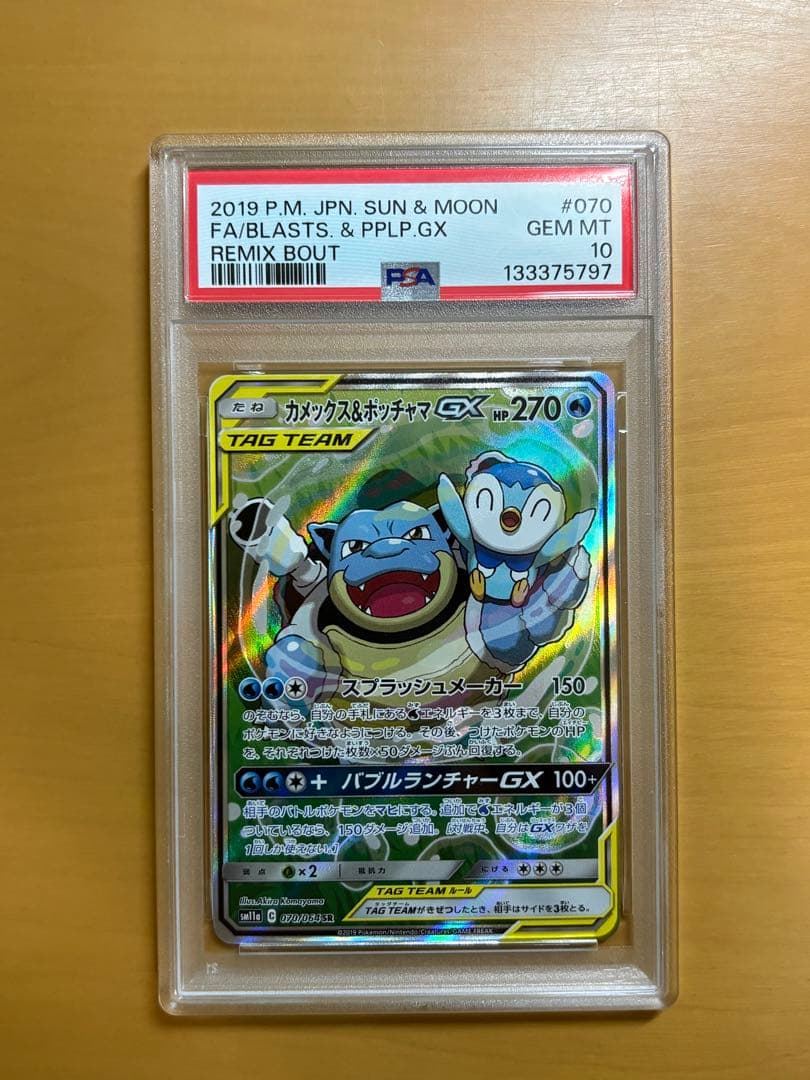 2019 P.M. JPN. SUN & MOON #070
FA/BLASTS. & PPLP.GX GEM MT
REMIX BOUT 10
PSA 133375797
たね カメックス&ポッチャマGX HP270
TAG TEAM
スプラッシュメーカー 150
のぞむなら、自分の手札にあるエネルギーを3枚まで、自分の
ポケモンに好きなようにつける。その後、つけたポケモンのHP
を、それぞれつけた枚数×50ダメージぶん回復する。
+ バブルランチャーGX 100+
相手のバトルポケモンをマヒにする。追加でエネルギーが3個
ついているなら、150ダメージ追加。[対戦中、自分はGXワザを
1回しか使えない。]
弱点 ×2 抵抗力 にげる
Illus. Akira Komayama
TAG TEAM ルール
sm11a C 070/064 SR
TAG TEAMがきぜつしたとき、相手はサイドを3枚とる。
©2019 Pokémon/Nintendo/Creatures/GAME FREAK